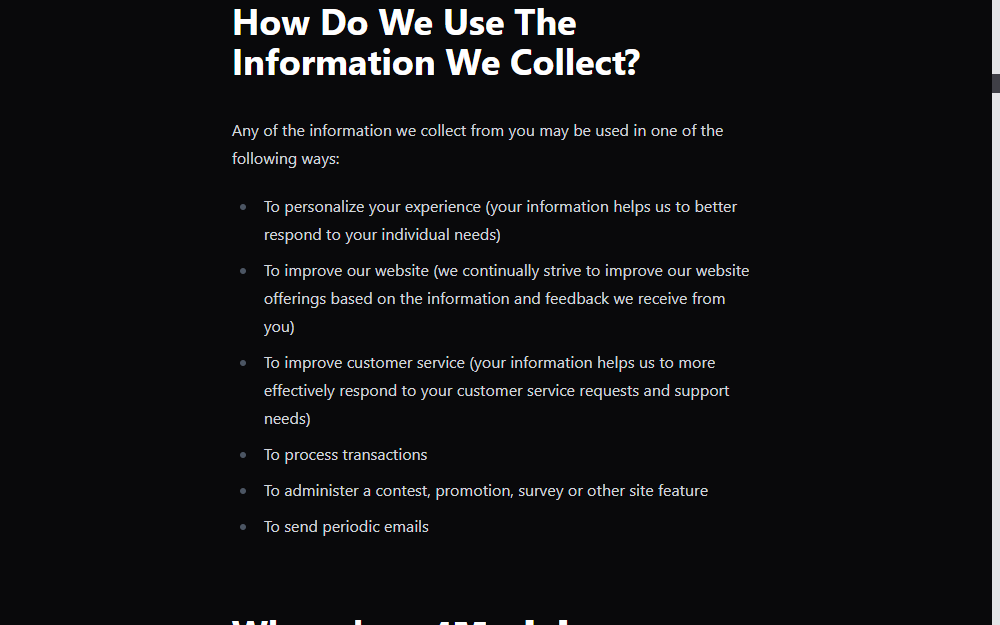 How Do We Use The
Information We Collect?
Any of the information we collect from you may be used in one of the
following ways:
To personalize your experience (your information helps us to better
respond to your individual needs)
To improve our website (we continually strive to improve our website
offerings based on the information and feedback we receive from
you)
To improve customer service (your information helps us to more
effectively respond to your customer service requests and support
needs)
To process transactions
To administer a contest, promotion, survey or other site feature
To send periodic emails